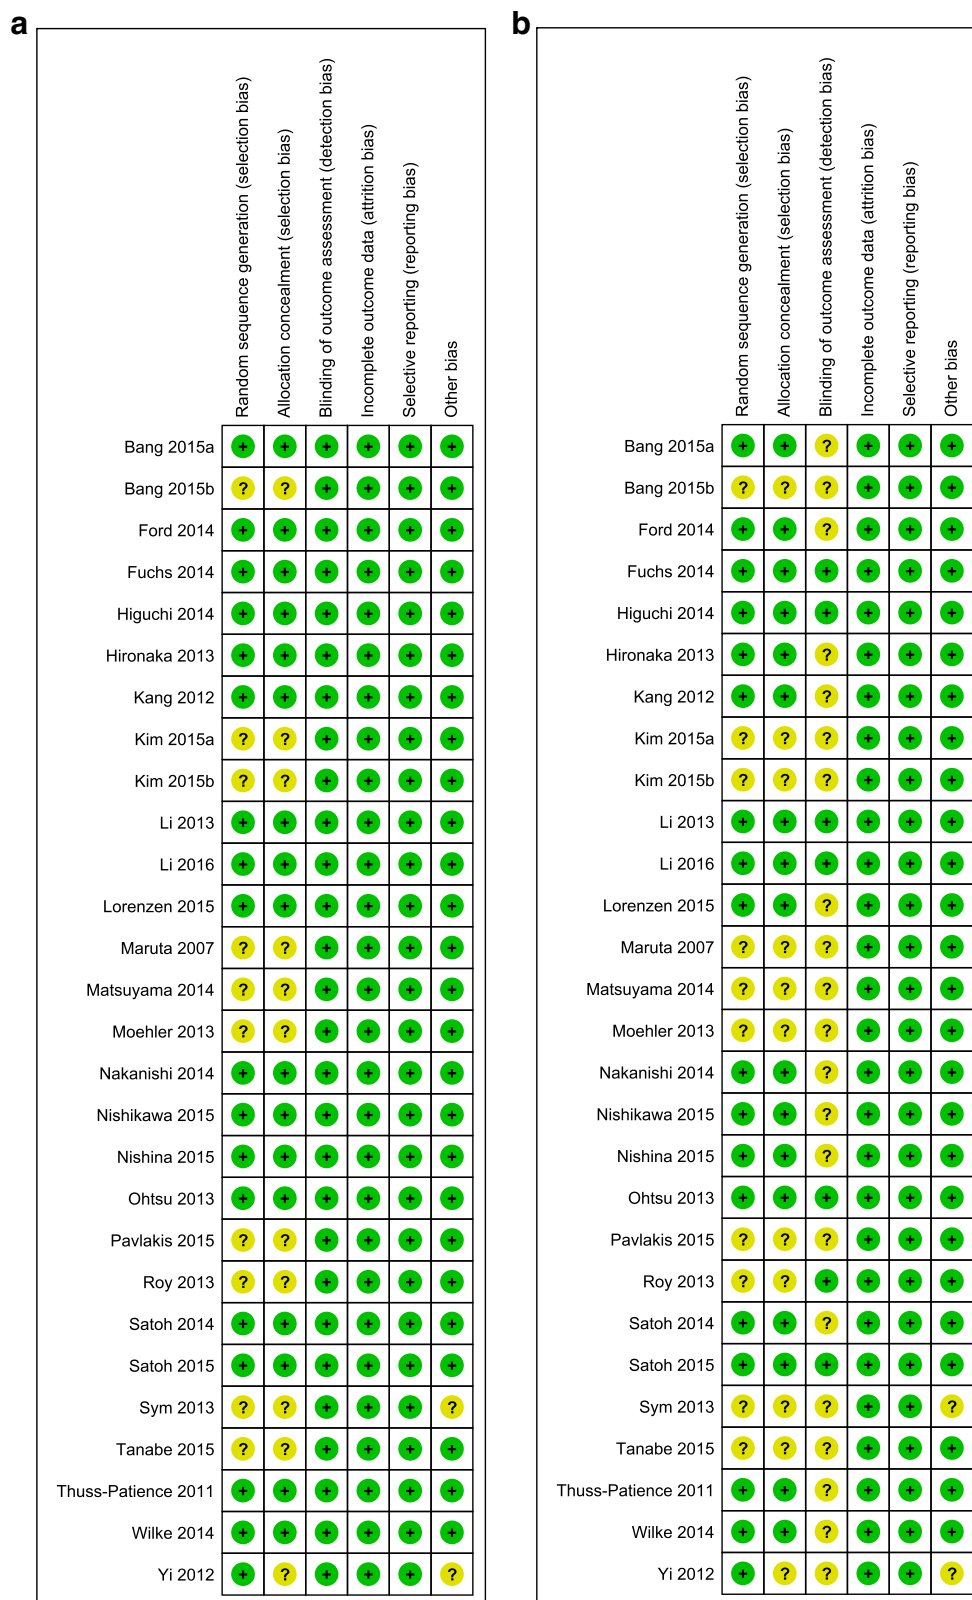 a
Random sequence generation (selection bias)
Allocation concealment (selection bias)
Blinding of outcome assessment (detection bias)
Incomplete outcome data (attrition bias)
Selective reporting (reporting bias)
Other bias
Bang 2015a + + + + + +
Bang 2015b ? ? + + + +
Ford 2014 + + + + + +
Fuchs 2014 + + + + + +
Higuchi 2014 + + + + + +
Hironaka 2013 + + + + + +
Kang 2012 + + + + + +
Kim 2015a ? ? + + + +
Kim 2015b ? ? + + + +
Li 2013 + + + + + +
Li 2016 + + + + + +
Lorenzen 2015 + + + + + +
Maruta 2007 ? ? + + + +
Matsuyama 2014 ? ? + + + +
Moehler 2013 ? ? + + + +
Nakanishi 2014 + + + + + +
Nishikawa 2015 + + + + + +
Nishina 2015 + + + + + +
Ohtsu 2013 + + + + + +
Pavlakis 2015 ? ? + + + +
Roy 2013 ? ? + + + +
Satoh 2014 + + + + + +
Satoh 2015 + + + + + +
Sym 2013 ? ? + + + ?
Tanabe 2015 ? ? + + + +
Thuss-Patience 2011 + + + + + +
Wilke 2014 + + + + + +
Yi 2012 + ? + + + ?
b
Random sequence generation (selection bias)
Allocation concealment (selection bias)
Blinding of outcome assessment (detection bias)
Incomplete outcome data (attrition bias)
Selective reporting (reporting bias)
Other bias
Bang 2015a + + ? + + +
Bang 2015b ? ? ? + + +
Ford 2014 + + ? + + +
Fuchs 2014 + + + + + +
Higuchi 2014 + + + + + +
Hironaka 2013 + + ? + + +
Kang 2012 + + ? + + +
Kim 2015a ? ? ? + + +
Kim 2015b ? ? ? + + +
Li 2013 + + + + + +
Li 2016 + + + + + +
Lorenzen 2015 + + ? + + +
Maruta 2007 ? ? ? + + +
Matsuyama 2014 ? ? ? + + +
Moehler 2013 ? ? ? + + +
Nakanishi 2014 + + ? + + +
Nishikawa 2015 + + ? + + +
Nishina 2015 + + ? + + +
Ohtsu 2013 + + + + + +
Pavlakis 2015 ? ? ? + + +
Roy 2013 ? ? + + + +
Satoh 2014 + + ? + + +
Satoh 2015 + + + + + +
Sym 2013 ? ? ? + + ?
Tanabe 2015 ? ? ? + + +
Thuss-Patience 2011 + + ? + + +
Wilke 2014 + + ? + + +
Yi 2012 + ? ? + + ?